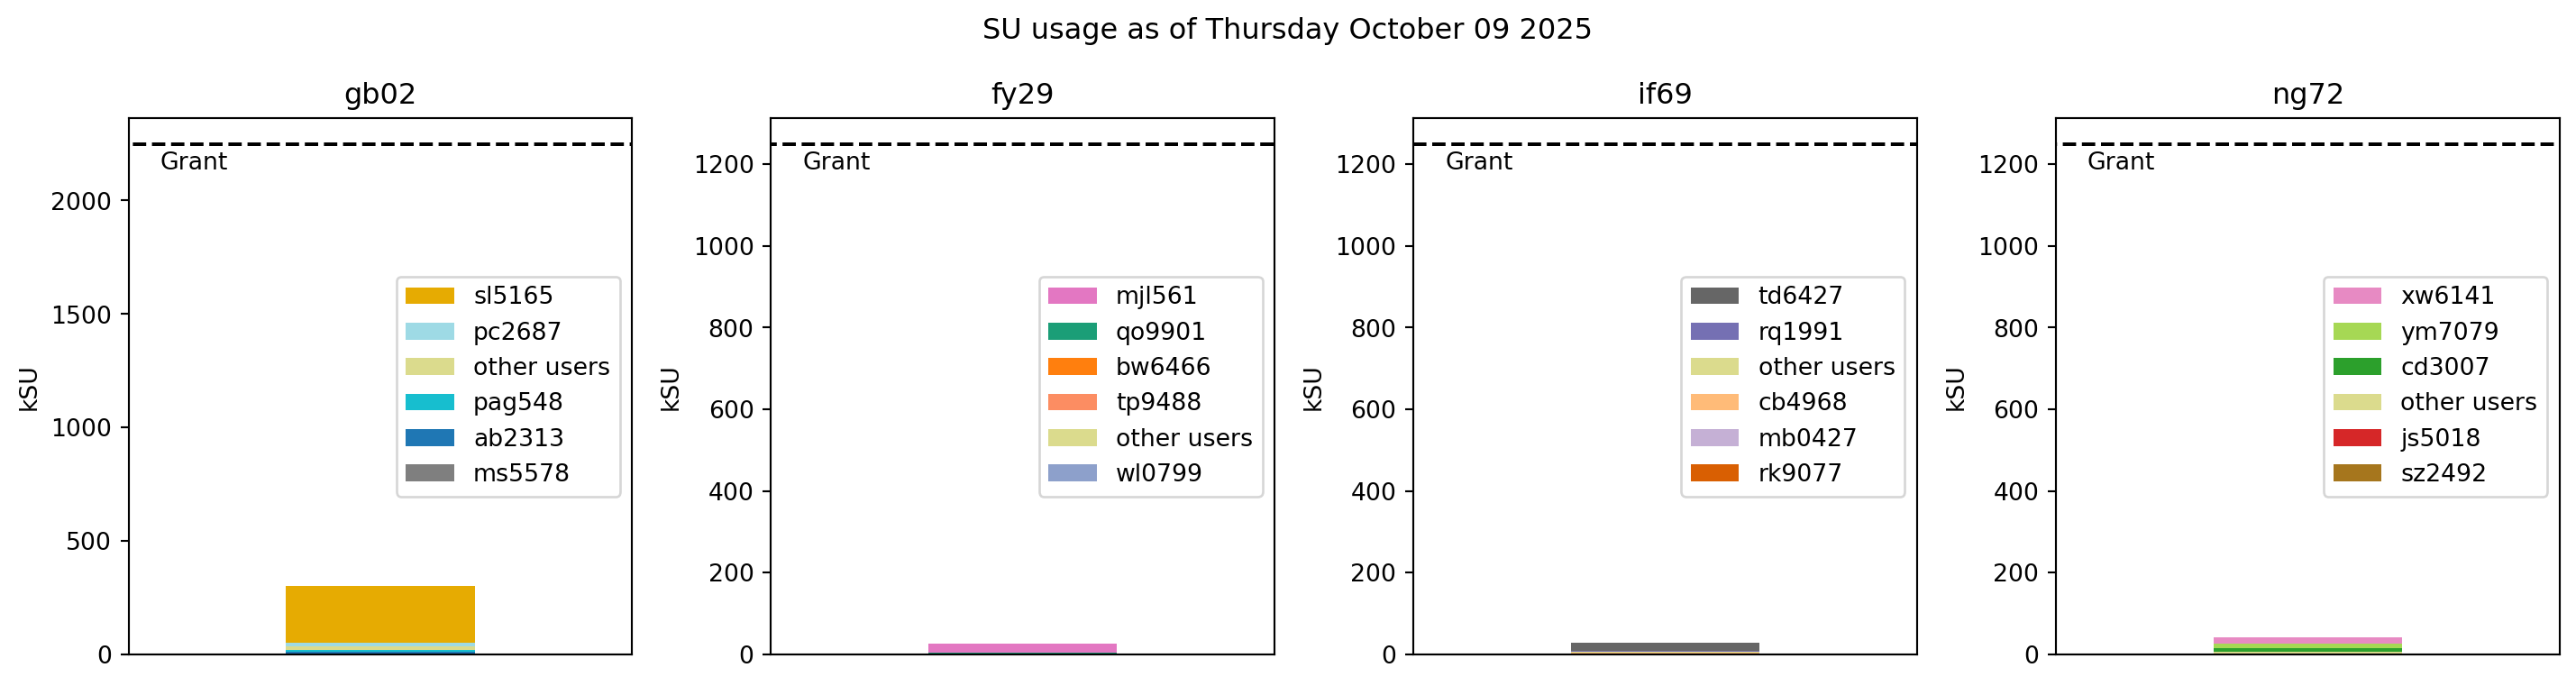 SU usage as of Thursday October 09 2025
gb02
Grant
2000
1500
1000
500
0
kSU
sl5165
pc2687
other users
pag548
ab2313
ms5578
fy29
Grant
1200
1000
800
600
400
200
0
kSU
mjl561
qo9901
bw6466
tp9488
other users
wl0799
if69
Grant
1200
1000
800
600
400
200
0
kSU
td6427
rq1991
other users
cb4968
mb0427
rk9077
ng72
Grant
1200
1000
800
600
400
200
0
kSU
xw6141
ym7079
cd3007
other users
js5018
sz2492